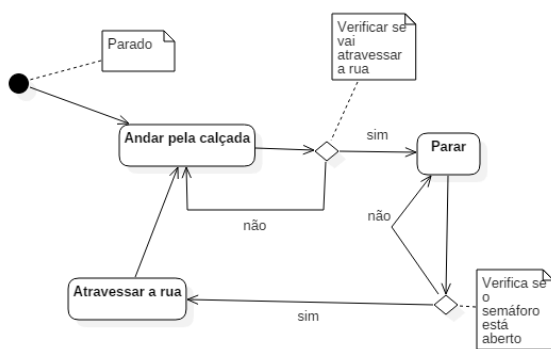 Parado
Verificar se
vai
atravessar
a rua
Andar pela calçada
sim
Parar
não
não
Atravessar a rua
sim
Verifica se
o
semáforo
está
aberto